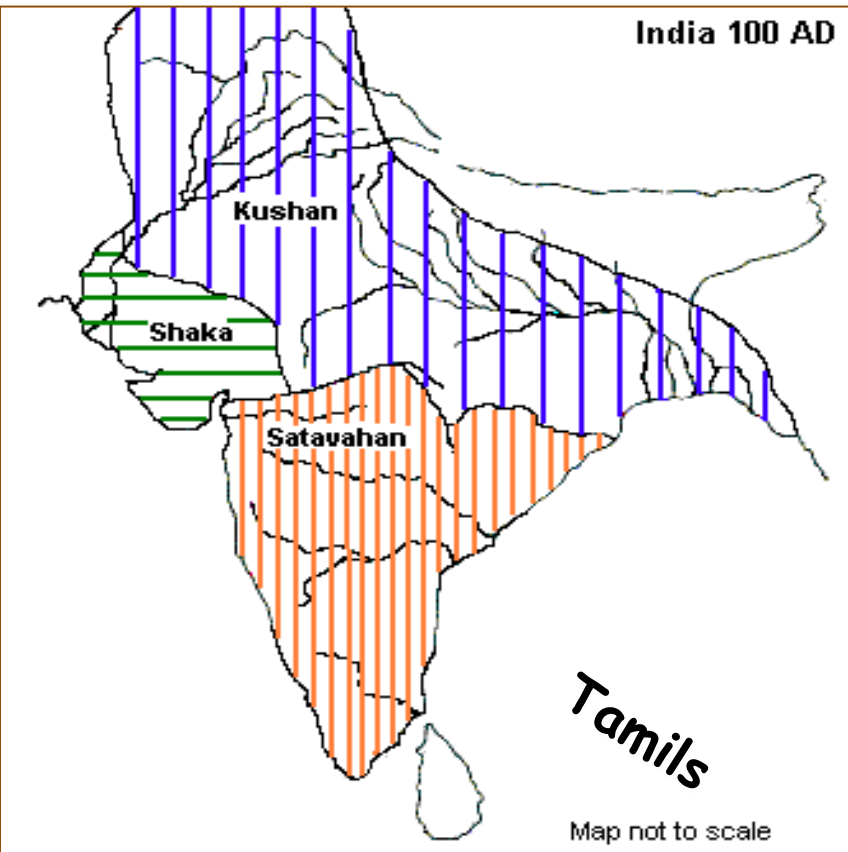 India 100 AD
Kushan
Shaka
Satavahan
Tamils
Map not to scale